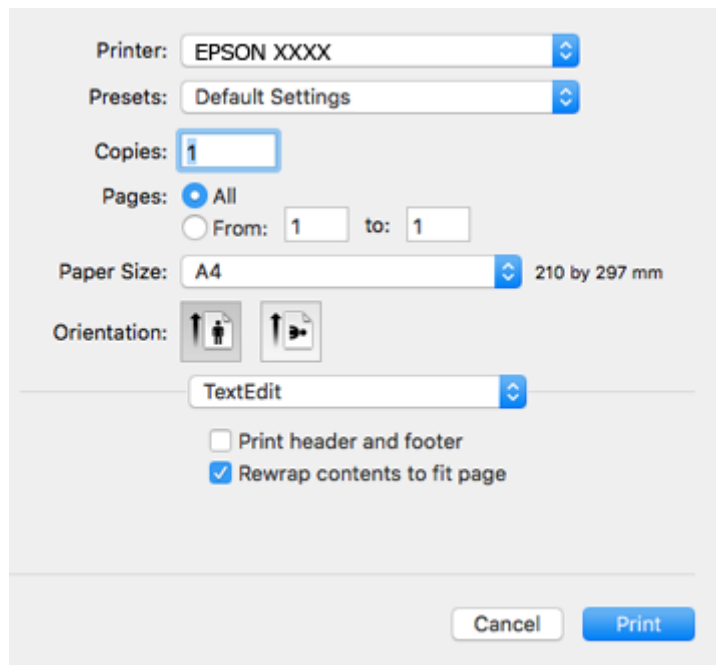 Printer: EPSON XXXX
Presets: Default Settings
Copies: 1
Pages: All
From: 1 to: 1
Paper Size: A4 210 by 297 mm
Orientation:
TextEdit
Print header and footer
Rewrap contents to fit page
Cancel Print